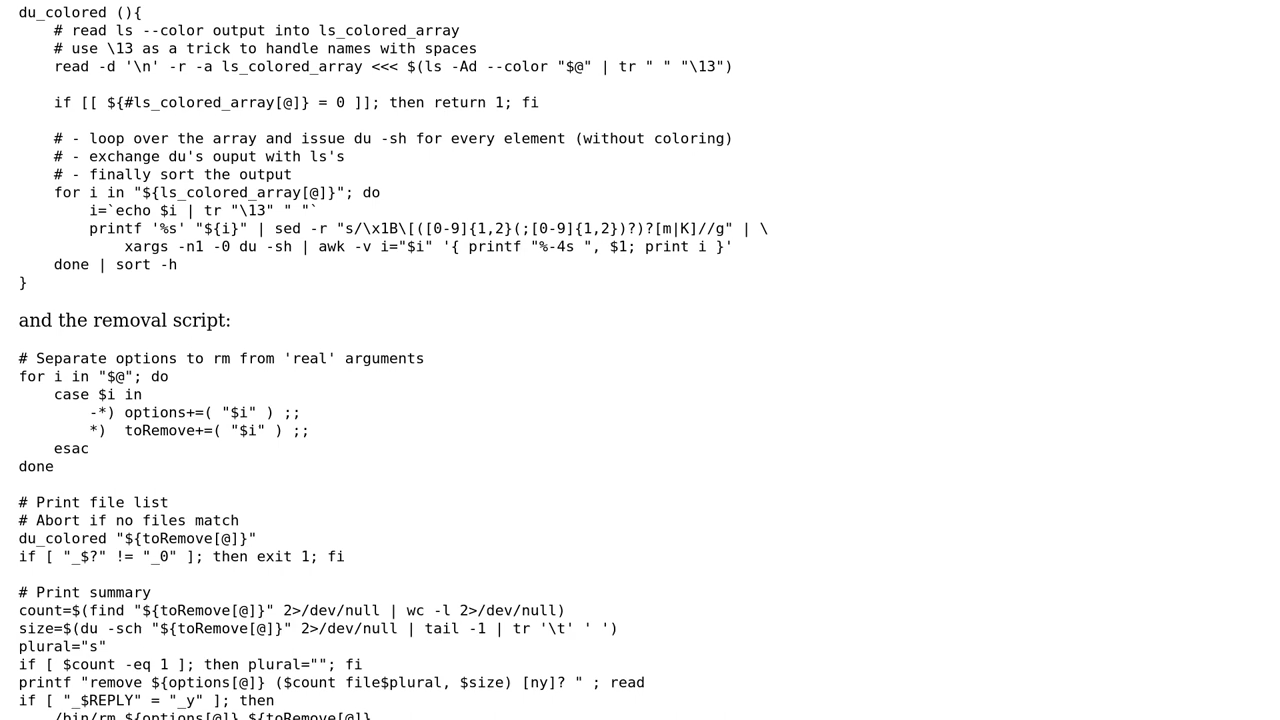 du_colored (){
    # read ls --color output into ls_colored_array
    # use \13 as a trick to handle names with spaces
    read -d '\n' -r -a ls_colored_array <<< $(ls -Ad --color "$@" | tr " " "\13")

    if [[ ${#ls_colored_array[@]} = 0 ]]; then return 1; fi

    # - loop over the array and issue du -sh for every element (without coloring)
    # - exchange du's ouput with ls's
    # - finally sort the output
    for i in "${ls_colored_array[@]}"; do
        i=`echo $i | tr "\13" " "`
        printf '%s' "${i}" | sed -r "s/\x1B\[([0-9]{1,2}(;[0-9]{1,2})?)?[m|K]//g" | \
            xargs -n1 -0 du -sh | awk -v i="$i" '{ printf "%-4s ", $1; print i }'
    done | sort -h
}

and the removal script:

# Separate options to rm from 'real' arguments
for i in "$@"; do
    case $i in
        -*) options+=( "$i" ) ;;
        *)  toRemove+=( "$i" ) ;;
    esac
done

# Print file list
# Abort if no files match
du_colored "${toRemove[@]}"
if [ "_$?" != "_0" ]; then exit 1; fi

# Print summary
count=$(find "${toRemove[@]}" 2>/dev/null | wc -l 2>/dev/null)
size=$(du -sch "${toRemove[@]}" 2>/dev/null | tail -1 | tr '\t' ' ')
plural="s"
if [ $count -eq 1 ]; then plural=""; fi
printf "remove ${options[@]} ($count file$plural, $size) [ny]? " ; read
if [ "_$REPLY" = "_y" ]; then
    /bin/rm ${options[@]} ${toRemove[@]}